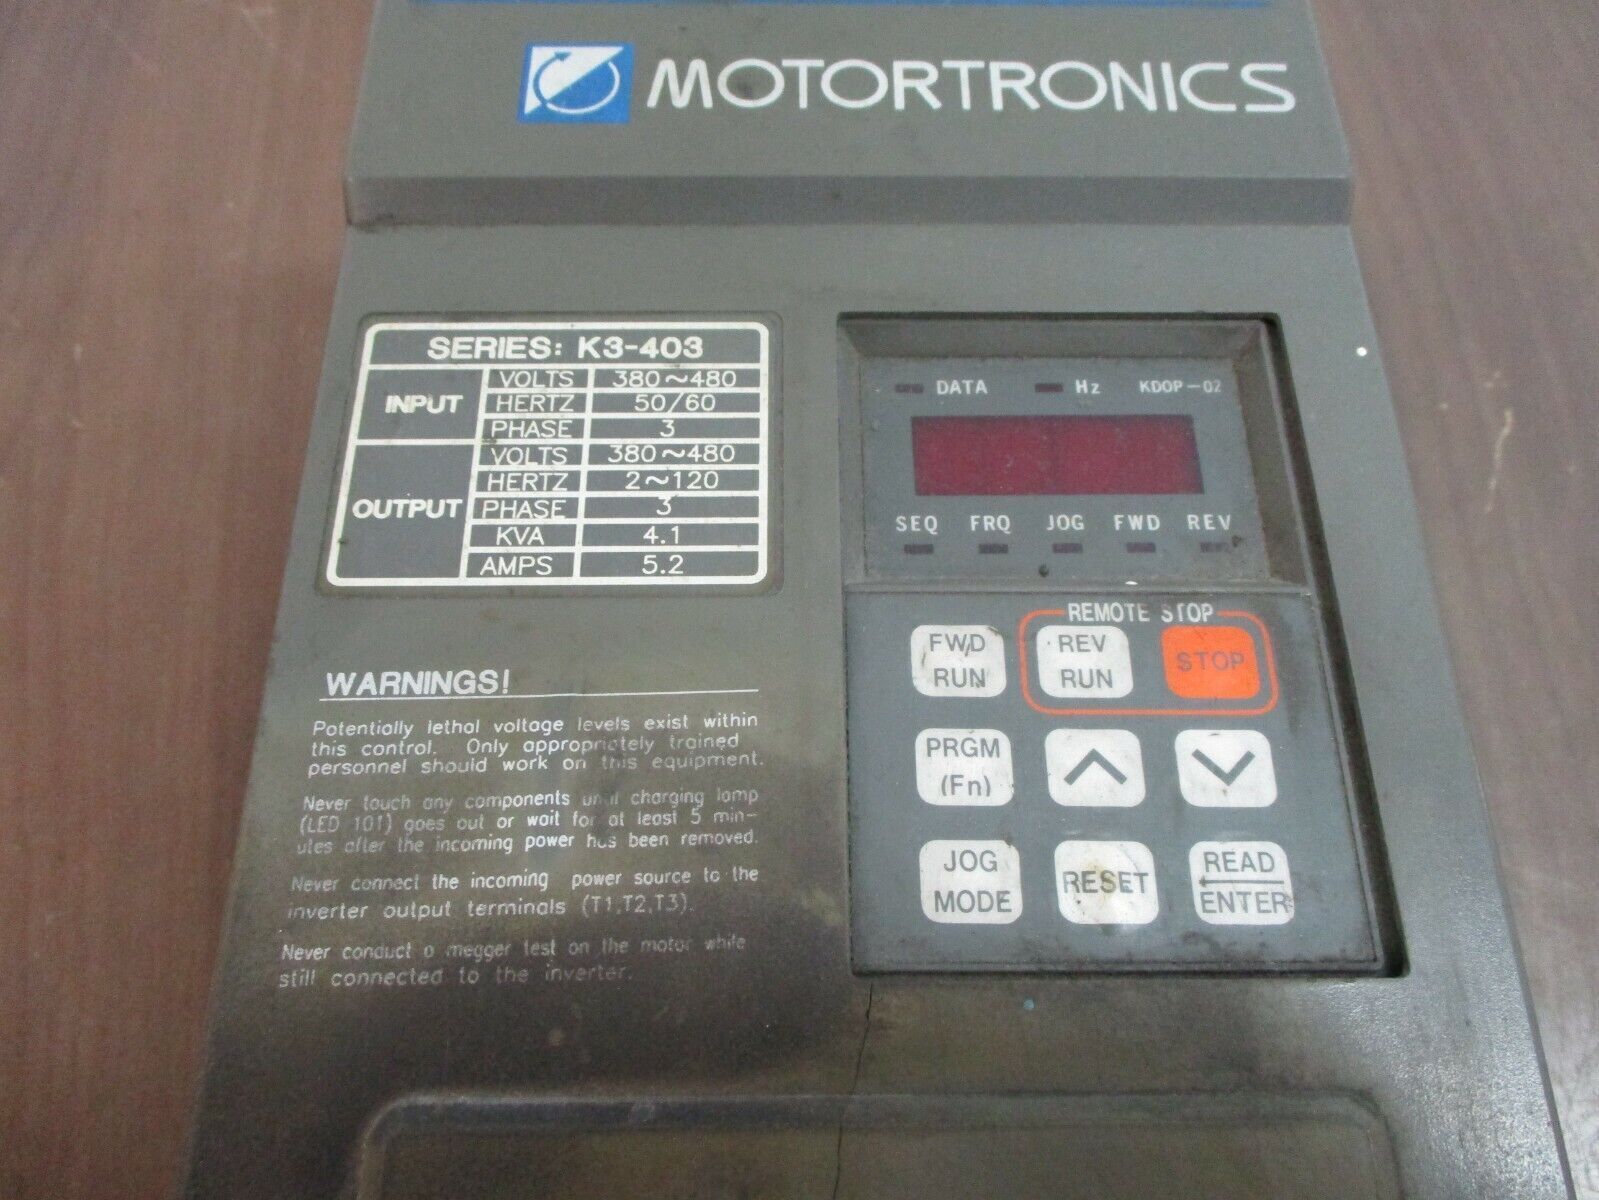 MOTORTRONICS
SERIES: K3-403
INPUT
VOLTS 380~480
HERTZ 50/60
PHASE 3
OUTPUT
VOLTS 380~480
HERTZ 2~120
PHASE 3
KVA 4.1
AMPS 5.2
WARNINGS!
Potentially lethal voltage levels exist within
this control. Only appropriately trained
personnel should work on this equipment.
Never touch any components until charging lamp
(LED 101) goes out or wait for at least 5 min-
utes after the incoming power has been removed.
Never connect the incoming power source to the
inverter output terminals (T1,T2,T3).
Never conduct a megger test on the motor while
still connected to the inverter.
DATA Hz KDOP-02
SEQ FRQ JOG FWD REV
REMOTE STOP
FWD
RUN
REV
RUN
STOP
PRGM
(Fn)
JOG
MODE
RESET
READ
ENTER